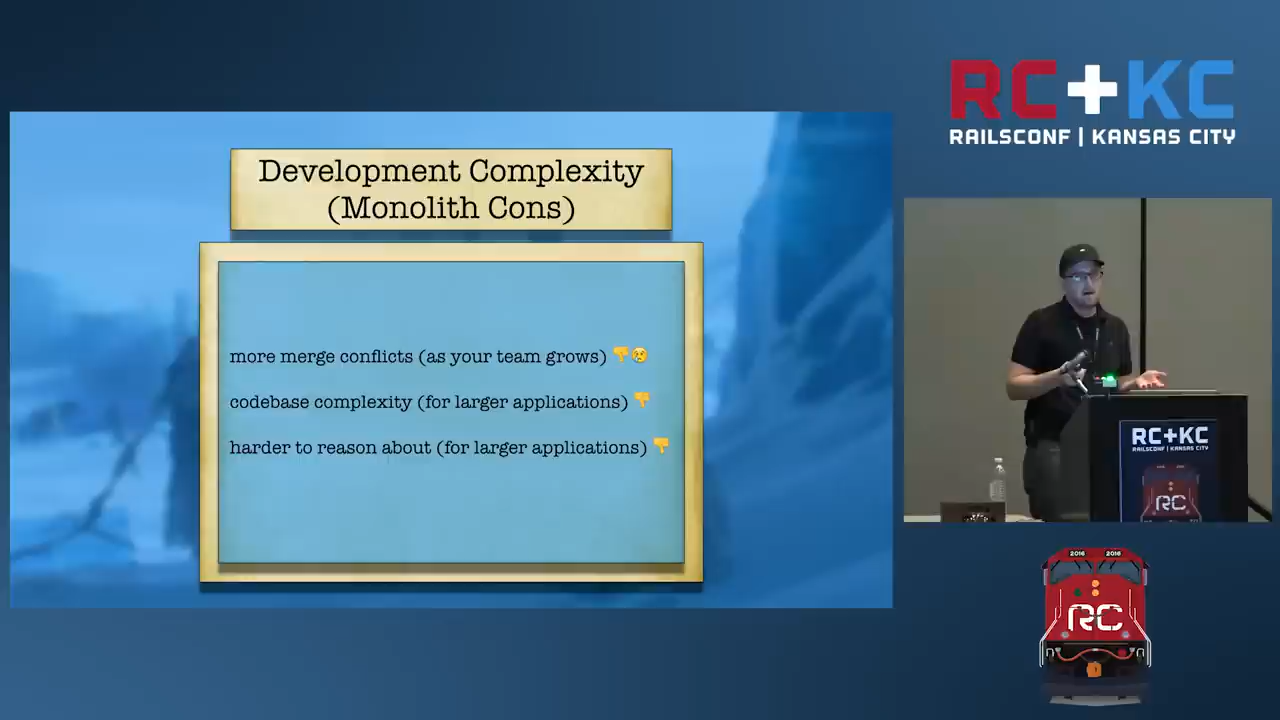 RC+KC
RAILSCONF | KANSAS CITY
Development Complexity
(Monolith Cons)
more merge conflicts (as your team grows) 👎😢
codebase complexity (for larger applications) 👎
harder to reason about (for larger applications) 👎
RC+KC
RAILSCONF | KANSAS CITY
RC
2016 2016
RC